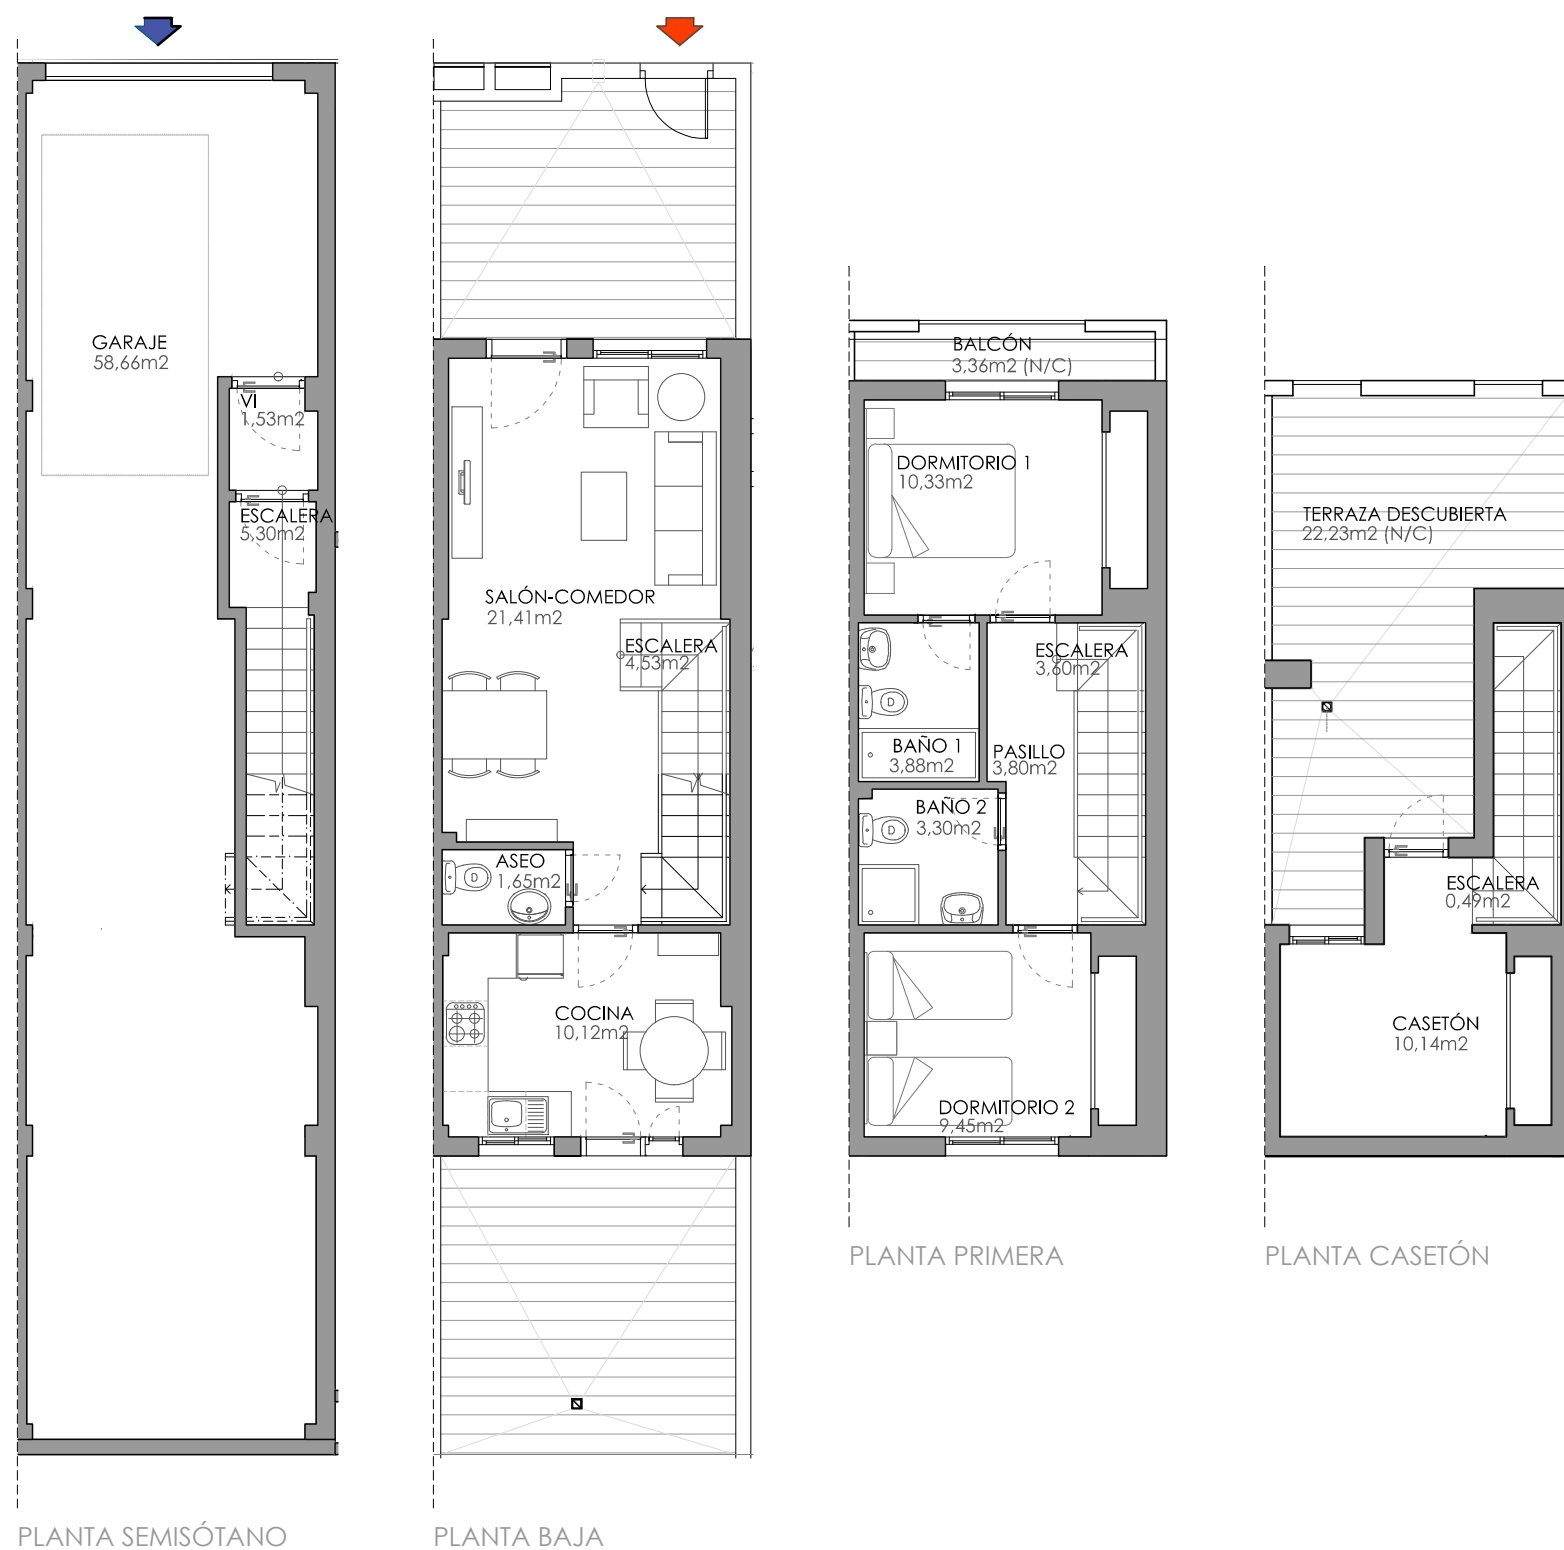 GARAJE
58,66m2
VI
1,53m2
ESCALERA
5,30m2
PLANTA SEMISÓTANO
SALÓN-COMEDOR
21,41m2
ESCALERA
4,53m2
ASEO
1,65m2
D
COCINA
10,12m2
PLANTA BAJA
BALCÓN
3,36m2 (N/C)
DORMITORIO 1
10,33m2
ESCALERA
3,60m2
D
BAÑO 1
3,88m2
PASILLO
3,80m2
BAÑO 2
3,30m2
D
DORMITORIO 2
9,45m2
PLANTA PRIMERA
TERRAZA DESCUBIERTA
22,23m2 (N/C)
ESCALERA
0,49m2
CASETÓN
10,14m2
PLANTA CASETÓN